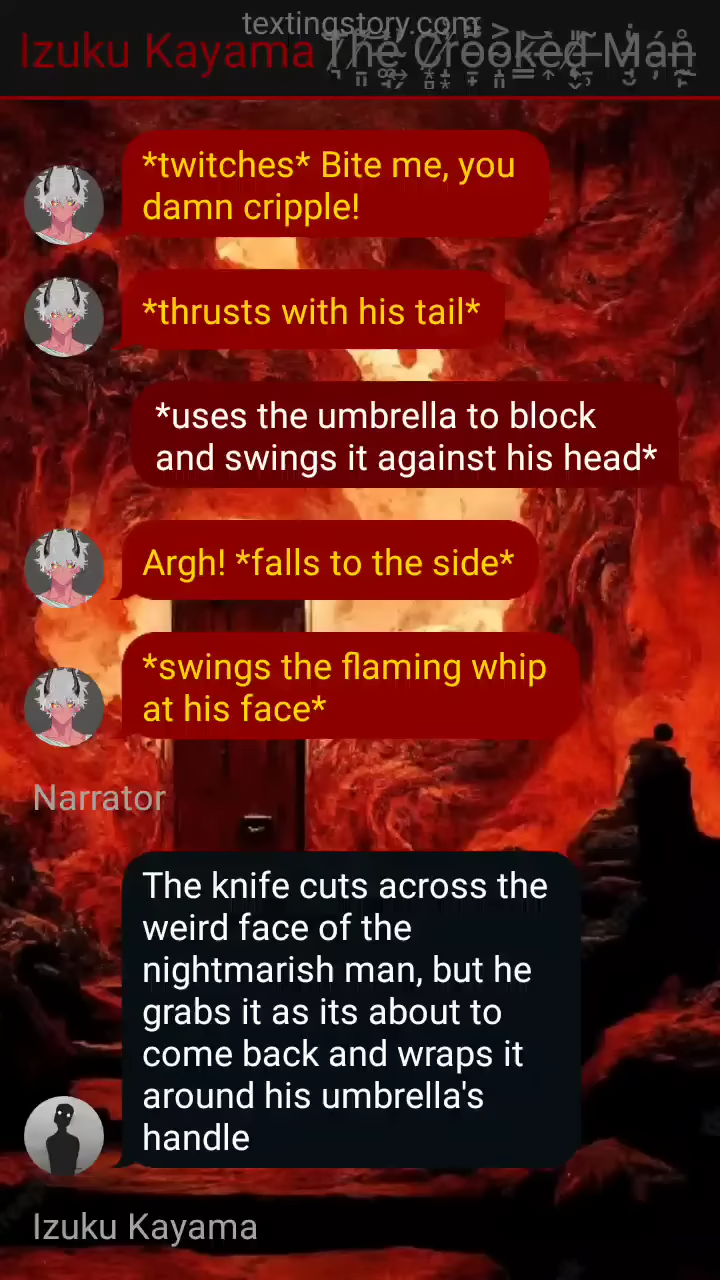 textingstory.com
Izuku Kayama The Crooked Man
*twitches* Bite me, you
damn cripple!
*thrusts with his tail*
*uses the umbrella to block
and swings it against his head*
Argh! *falls to the side*
*swings the flaming whip
at his face*
Narrator
The knife cuts across the
weird face of the
nightmarish man, but he
grabs it as its about to
come back and wraps it
around his umbrella's
handle
Izuku Kayama